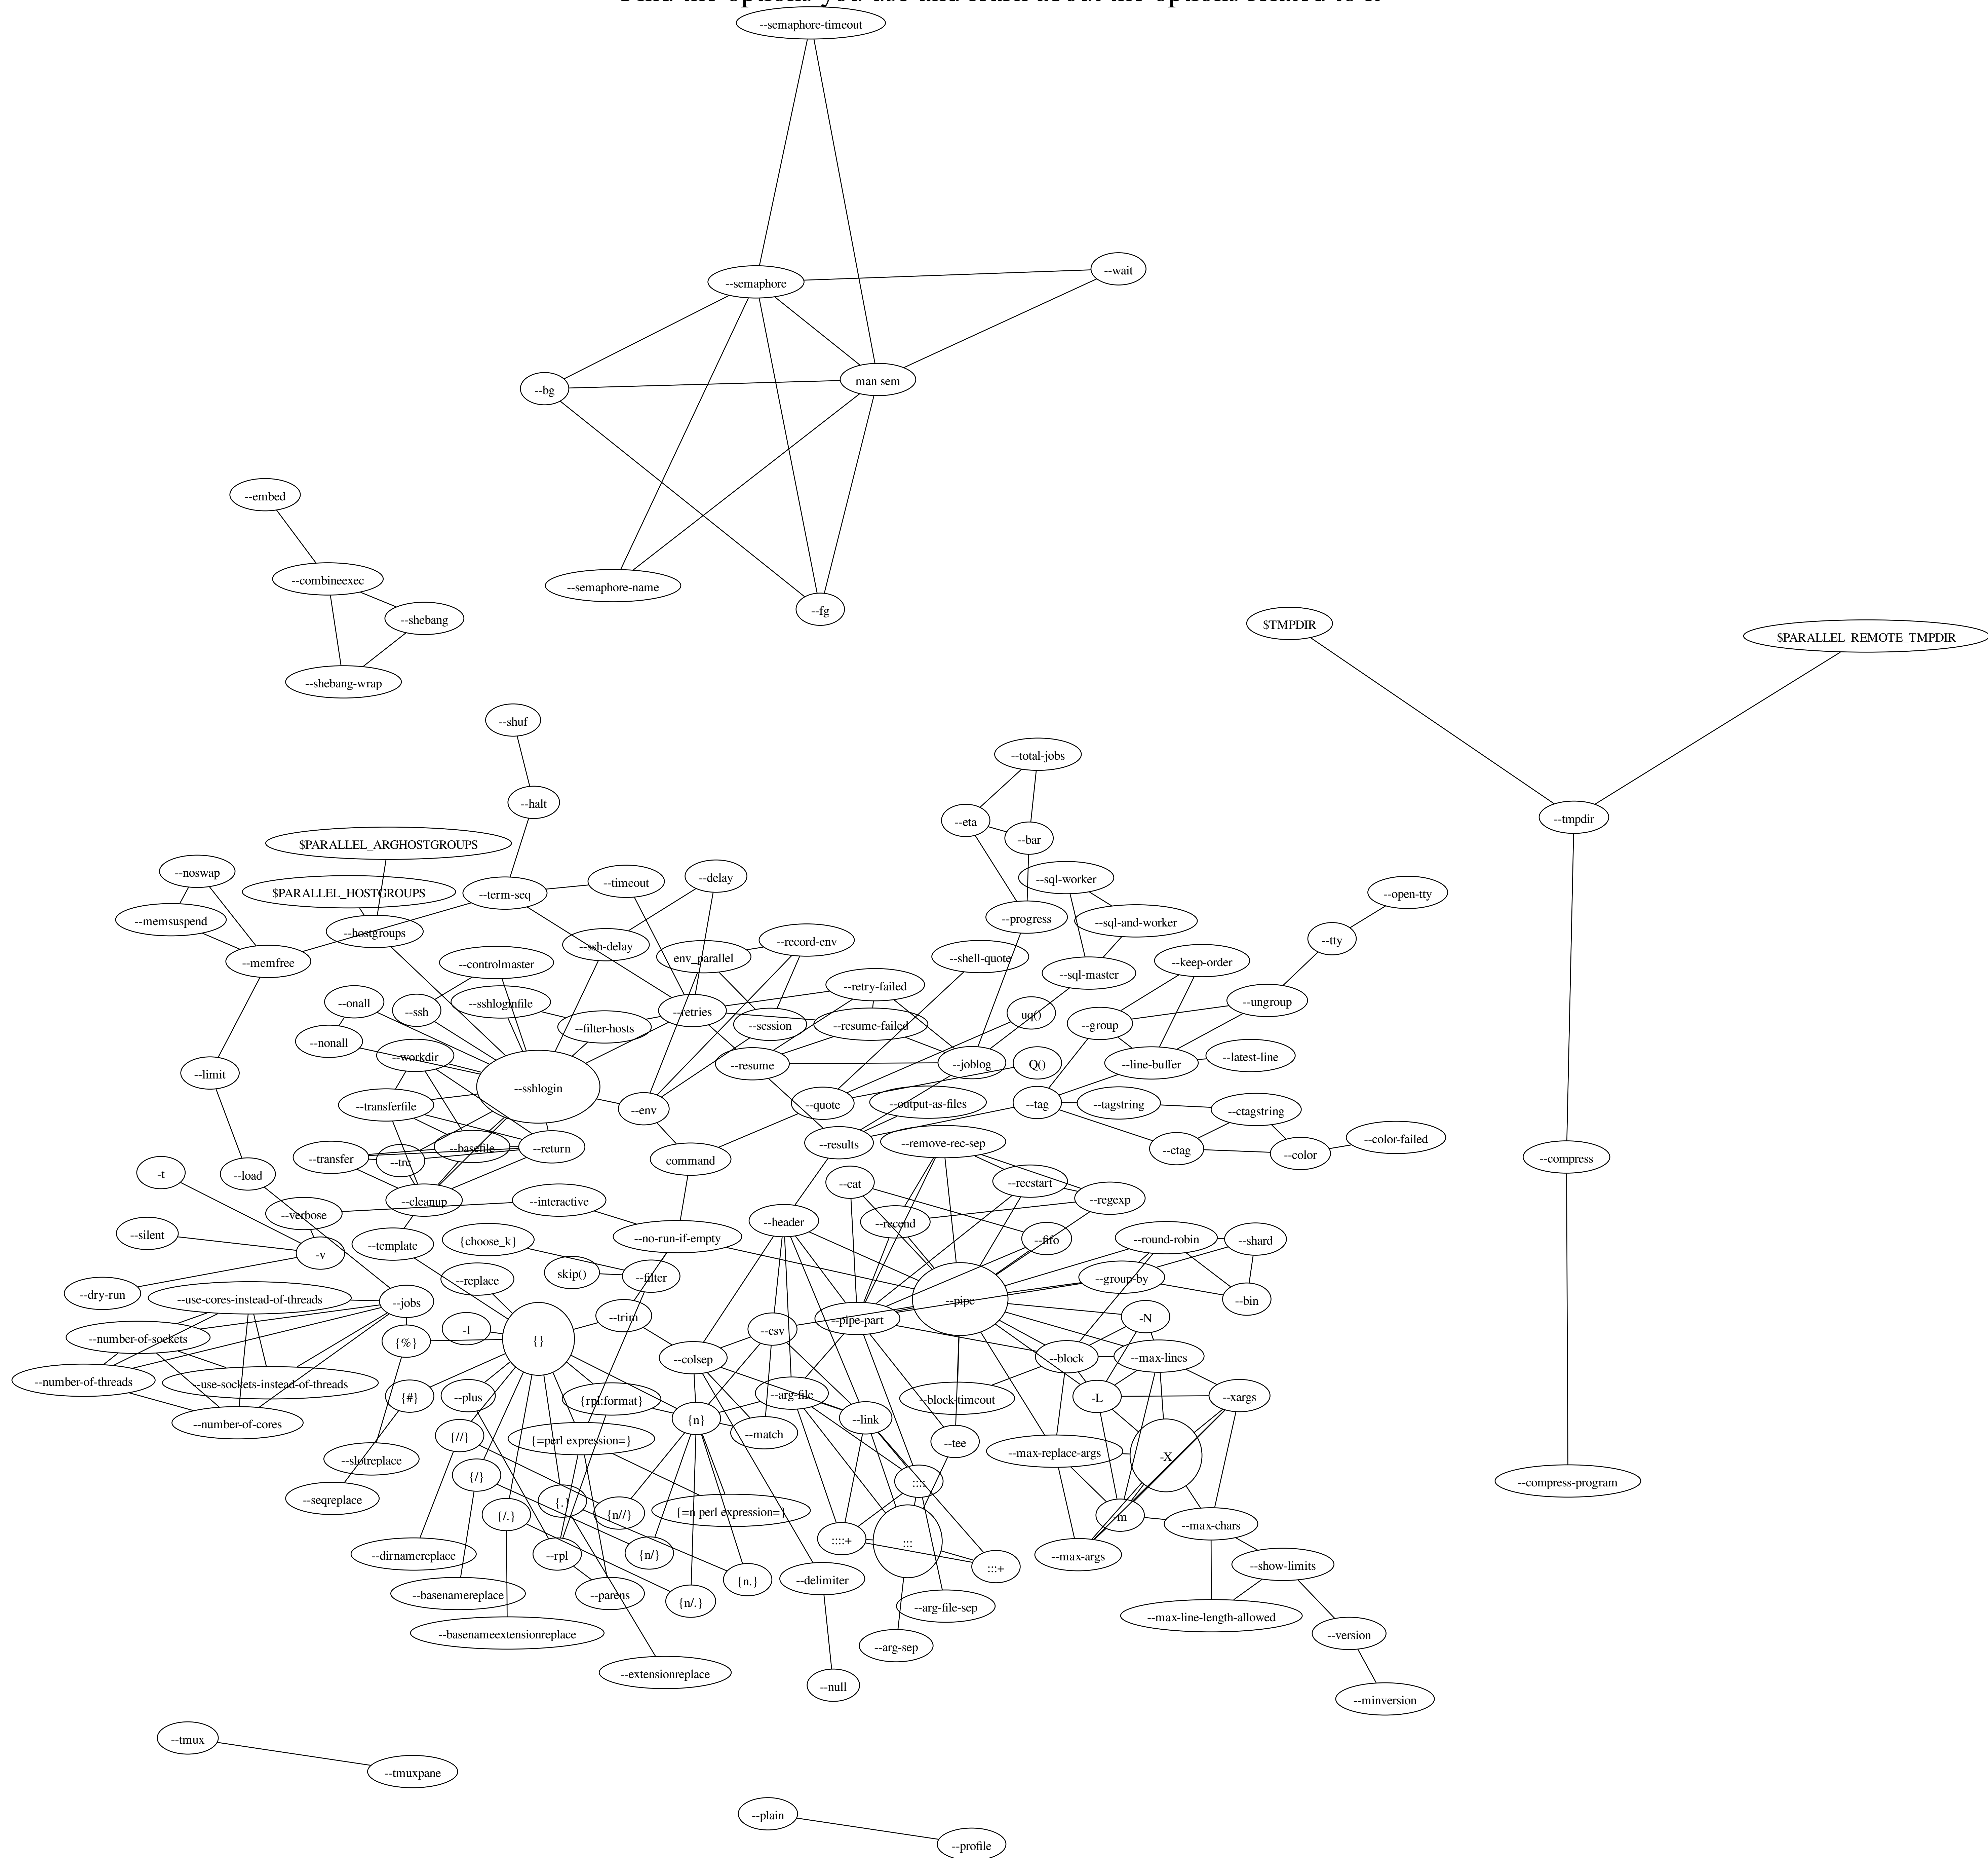 Find the options you use and learn about the options related to it
--semaphore-timeout
--wait
--semaphore
man sem
--bg
--embed
--combineexec
--semaphore-name
--fg
--shebang
$TMPDIR
$PARALLEL_REMOTE_TMPDIR
--shebang-wrap
--shuf
--total-jobs
--halt
--eta
--tmpdir
--bar
$PARALLEL_ARGHOSTGROUPS
--noswap
--delay
--sql-worker
--timeout
$PARALLEL_HOSTGROUPS
--term-seq
--open-tty
--memsuspend
--progress
--sql-and-worker
--hostgroups
--tty
--record-env
--ssh-delay
env_parallel
--shell-quote
--memfree
--controlmaster
--keep-order
--sql-master
--retry-failed
--onall
--sshloginfile
--ungroup
--ssh
--retries
uq()
--filter-hosts
--session
--resume-failed
--group
--nonall
--workdir
--latest-line
--resume
--joblog
Q()
--line-buffer
--limit
--sshlogin
--transferfile
--env
--quote
--output-as-files
--tag
--tagstring
--ctagstring
--color-failed
--results
--remove-rec-sep
--basefile
--return
--ctag
--color
--transfer
--trc
command
--compress
-t
--load
--cat
--recstart
--cleanup
--interactive
--regexp
--verbose
--header
--recend
--silent
--no-run-if-empty
{choose_k}
--fifo
--round-robin
--shard
--template
-v
skip()
--filter
--replace
--group-by
--dry-run
--use-cores-instead-of-threads
--jobs
--pipe
--bin
--trim
--pipe-part
-N
-I
--csv
--number-of-sockets
{%}
{}
--colsep
--block
--max-lines
--number-of-threads
--use-sockets-instead-of-threads
{#}
--plus
{rpl:format}
--arg-file
--block-timeout
-L
--xargs
--number-of-cores
{n}
--link
{//}
{=perl expression=}
--match
--tee
--max-replace-args
-X
--slotreplace
{/}
::::
--seqreplace
{.}
{/.}
{n//}
{=n perl expression=}
-m
--compress-program
--max-chars
::::+
:::
--dirnamereplace
--rpl
{n/}
--max-args
:::+
--show-limits
{n.}
--delimiter
--basenamereplace
--parens
{n/.}
--arg-file-sep
--max-line-length-allowed
--basenameextensionreplace
--arg-sep
--version
--extensionreplace
--null
--minversion
--tmux
--tmuxpane
--plain
--profile